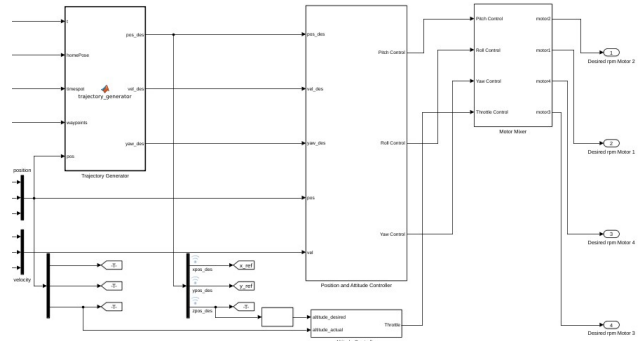 t
homePose
timespot
waypoints
pos
trajectory_generator
pos_des
vel_des
yaw_des
Trajectory Generator
position
velocity
-T-
-T-
-T-
xpos_des
ypos_des
zpos_des
x_ref
y_ref
-T-
pos_des
vel_des
yaw_des
pos
vel
Pitch Control
Roll Control
Yaw Control
Position and Attitude Controller
altitude_desired
altitude_actual
Throttle
Pitch Control
Roll Control
Yaw Control
Throttle Control
motor2
motor1
motor4
motor3
Motor Mixer
1
Desired rpm Motor 2
2
Desired rpm Motor 1
3
Desired rpm Motor 4
4
Desired rpm Motor 3